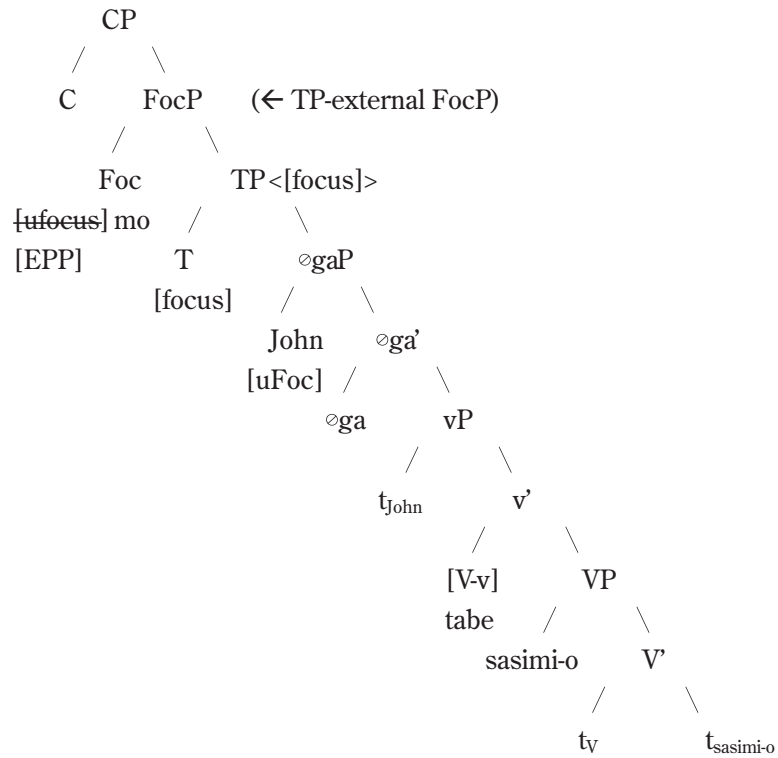 CP
C FocP (← TP-external FocP)
Foc TP<[focus]>
[ufocus] mo
[EPP] T ∅gaP
[focus]
John ∅ga’
[uFoc]
∅ga vP
tJohn v’
[V-v] VP
tabe
sasimi-o V’
tV tsasimi-o